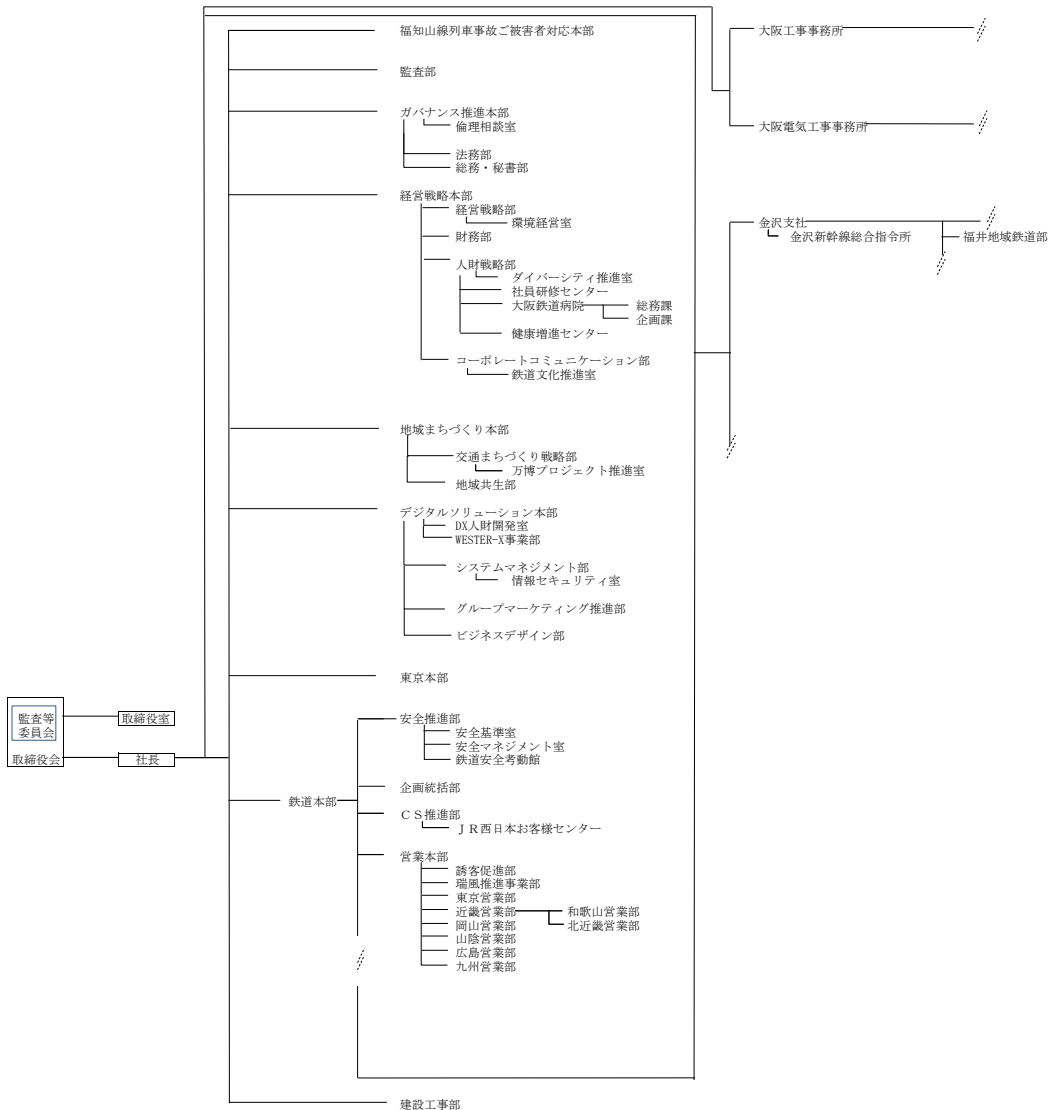 福知山線列車事故ご被害者対応本部
監査部
ガバナンス推進本部
倫理相談室
法務部
総務・秘書部
経営戦略本部
経営戦略部
環境経営室
財務部
人財戦略部
ダイバーシティ推進室
社員研修センター
大阪鉄道病院
総務課
企画課
健康増進センター
コーポレートコミュニケーション部
鉄道文化推進室
地域まちづくり本部
交通まちづくり戦略部
万博プロジェクト推進室
地域共生部
デジタルソリューション本部
DX人財開発室
WESTER-X事業部
システムマネジメント部
情報セキュリティ室
グループマーケティング推進部
ビジネスデザイン部
東京本部
監査等
委員会
取締役会
取締役室
社長
鉄道本部
安全推進部
安全基準室
安全マネジメント室
鉄道安全考動館
企画統括部
ＣＳ推進部
ＪＲ西日本お客様センター
営業本部
誘客促進部
瑞風推進事業部
東京営業部
近畿営業部
和歌山営業部
北近畿営業部
岡山営業部
山陰営業部
広島営業部
九州営業部
建設工事部
大阪工事事務所
大阪電気工事事務所
金沢支社
金沢新幹線総合指令所
福井地域鉄道部